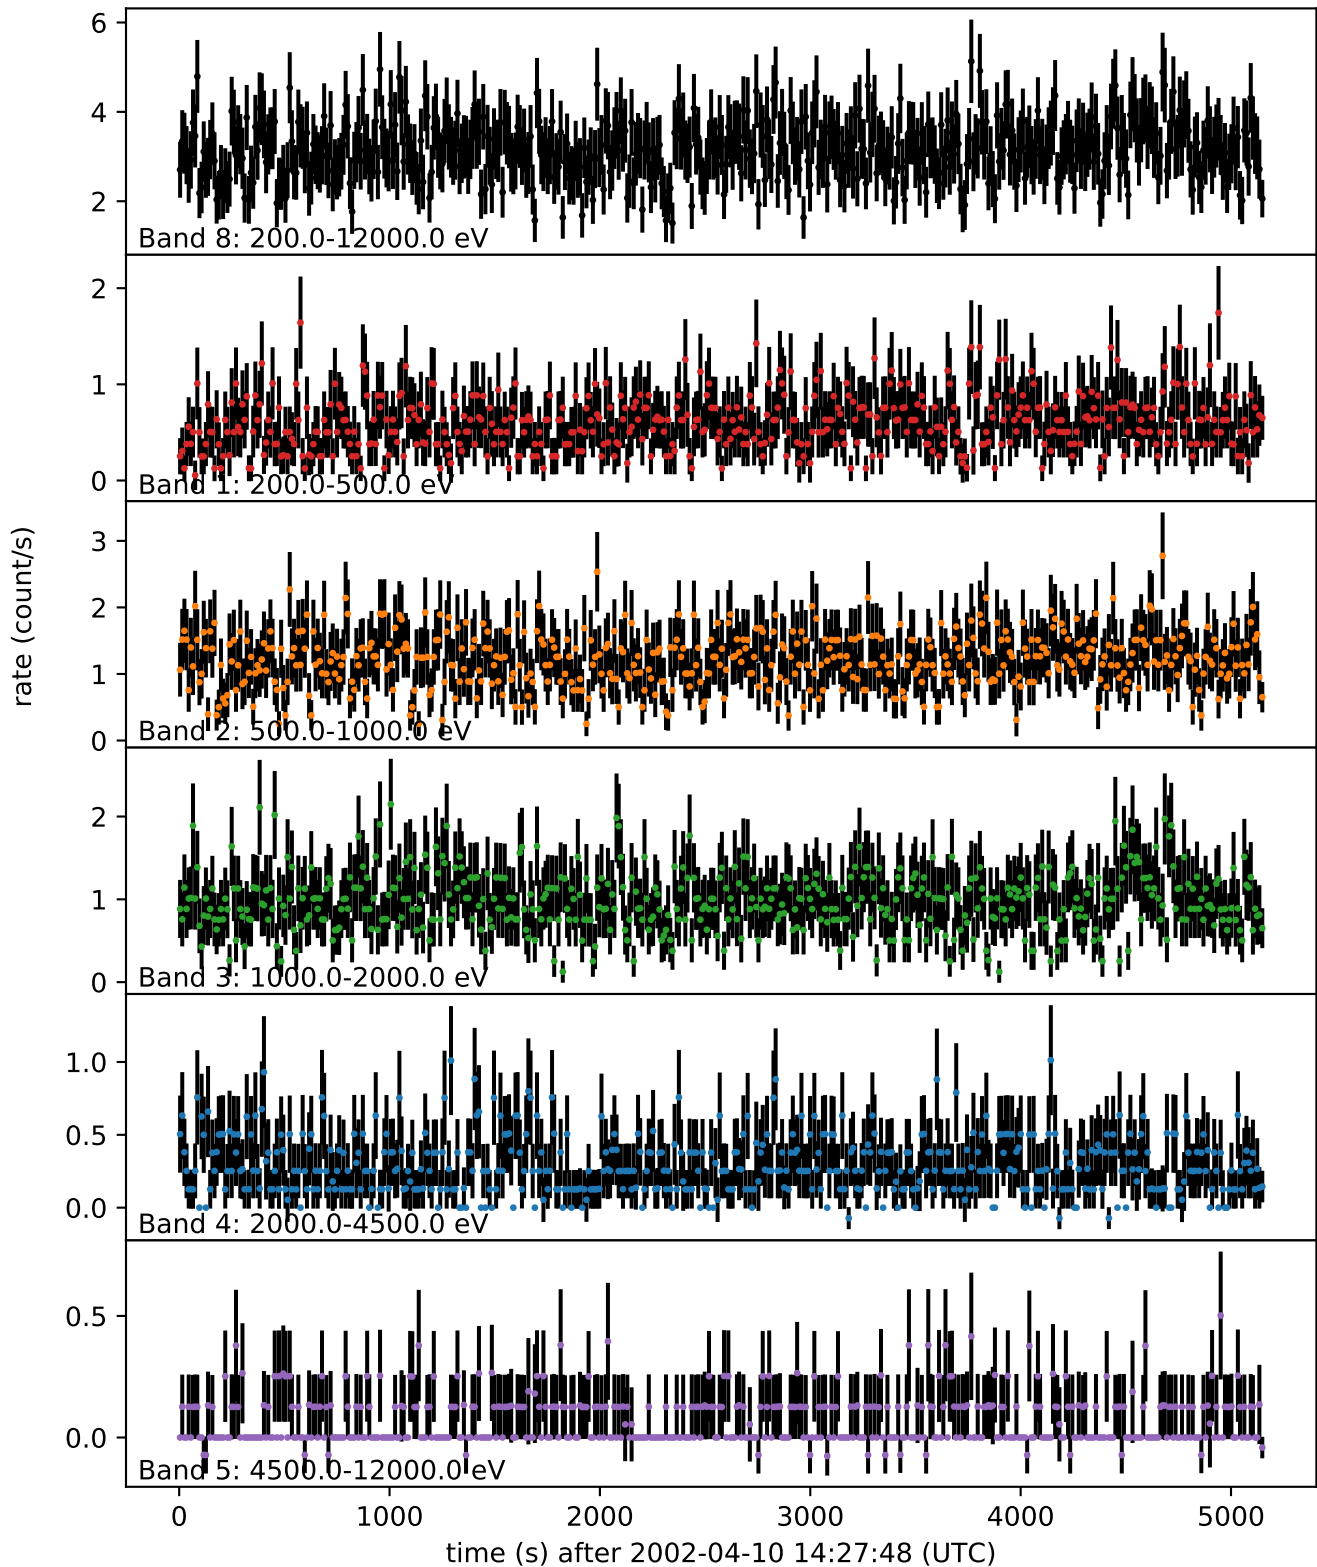 6
4
2
Band 8: 200.0-12000.0 eV
2
1
0
Band 1: 200.0-500.0 eV
3
2
1
0
Band 2: 500.0-1000.0 eV
rate (count/s)
2
1
0
Band 3: 1000.0-2000.0 eV
1.0
0.5
0.0
Band 4: 2000.0-4500.0 eV
0.5
0.0
Band 5: 4500.0-12000.0 eV
0 1000 2000 3000 4000 5000
time (s) after 2002-04-10 14:27:48 (UTC)